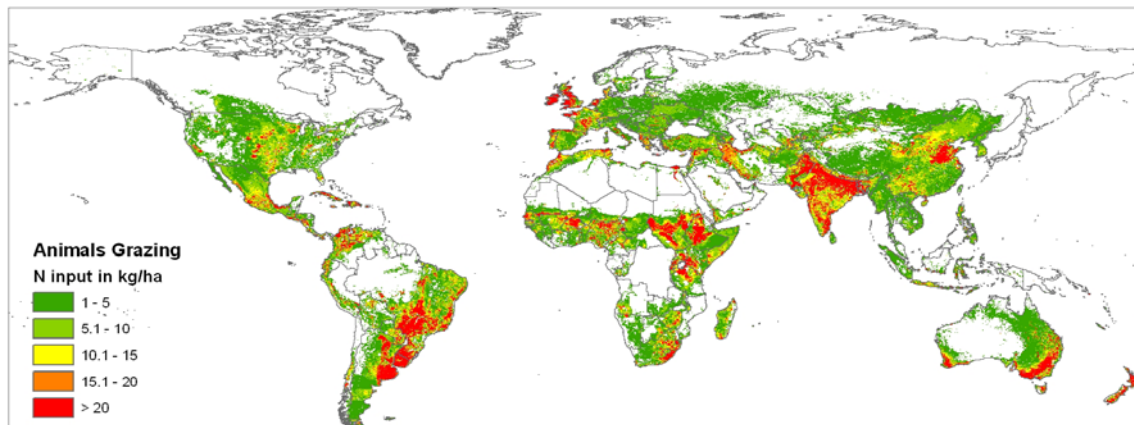 Animals Grazing
N input in kg/ha
1 - 5
5.1 - 10
10.1 - 15
15.1 - 20
> 20